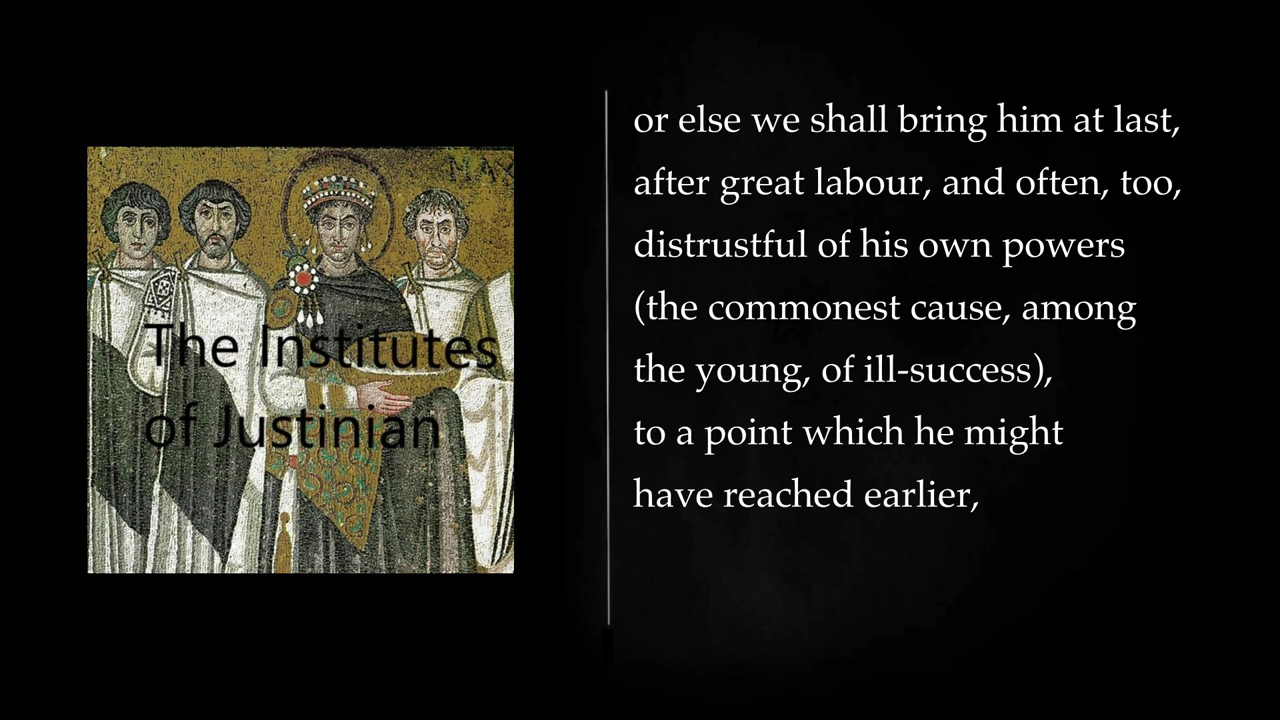 The Institutes
of Justinian
or else we shall bring him at last,
after great labour, and often, too,
distrustful of his own powers
(the commonest cause, among
the young, of ill-success),
to a point which he might
have reached earlier,